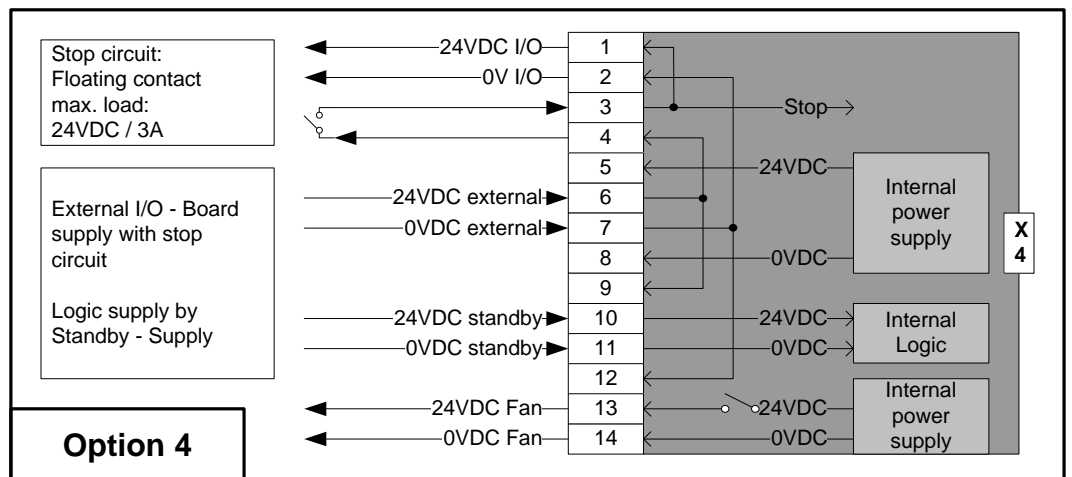 Stop circuit:
Floating contact
max. load:
24VDC / 3A
External I/O - Board
supply with stop
circuit
Logic supply by
Standby - Supply
Option 4
24VDC I/O
0V I/O
24VDC external
0VDC external
24VDC standby
0VDC standby
24VDC Fan
0VDC Fan
1
2
3
4
5
6
7
8
9
10
11
12
13
14
Stop
24VDC
0VDC
24VDC
0VDC
24VDC
0VDC
Internal
power
supply
Internal
Logic
Internal
power
supply
X
4